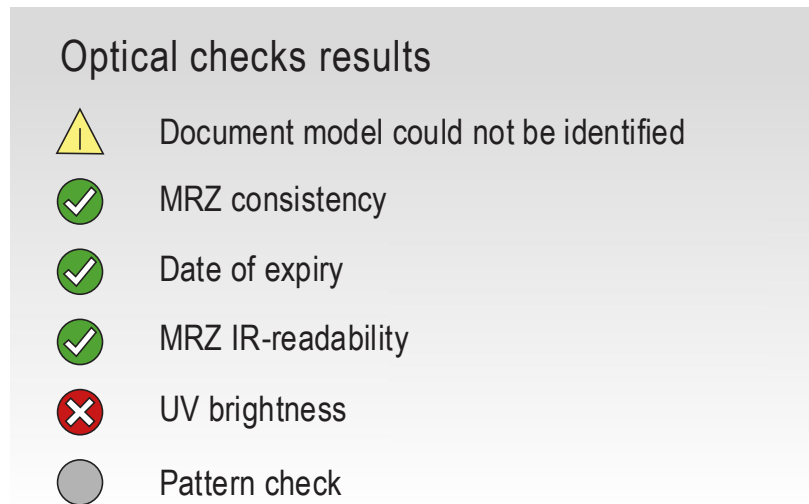 Optical checks results
Document model could not be identified
MRZ consistency
Date of expiry
MRZ IR-readability
UV brightness
Pattern check